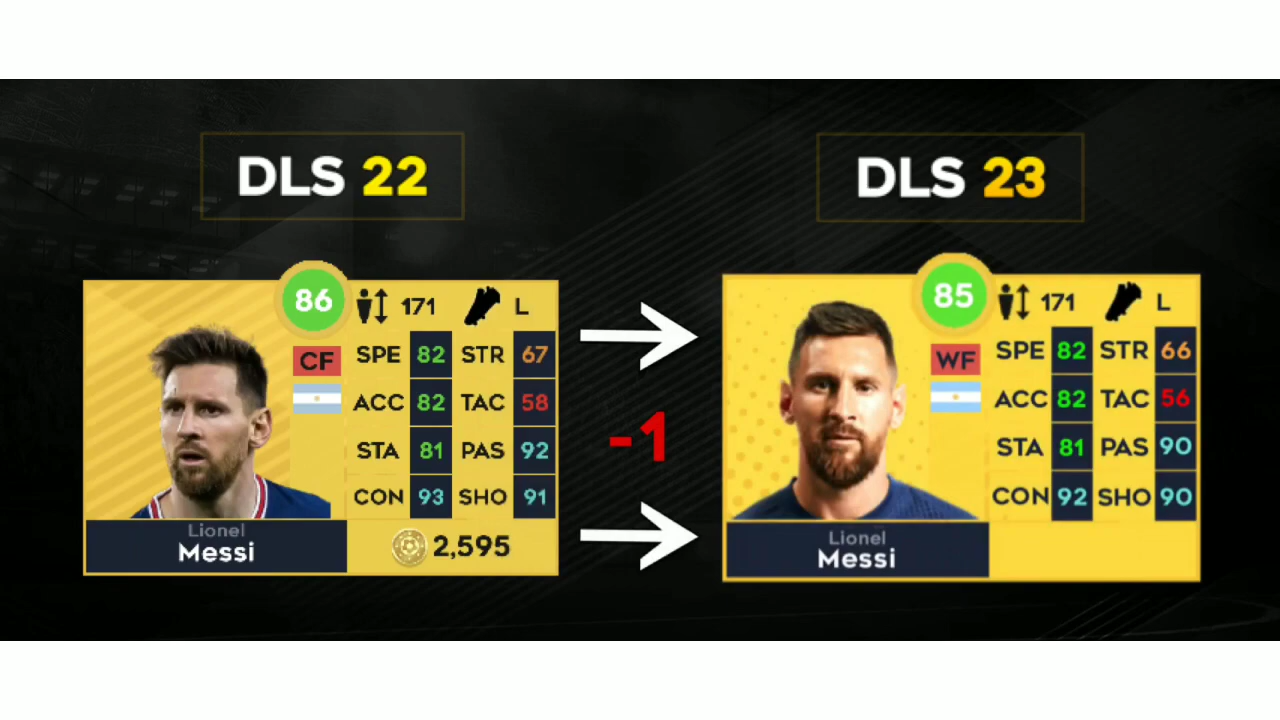 DLS 22
DLS 23
86
171
L
CF
SPE 82 STR 67
ACC 82 TAC 58
STA 81 PAS 92
CON 93 SHO 91
Lionel
Messi
2,595
-1
85
171
L
WF
SPE 82 STR 66
ACC 82 TAC 56
STA 81 PAS 90
CON 92 SHO 90
Lionel
Messi